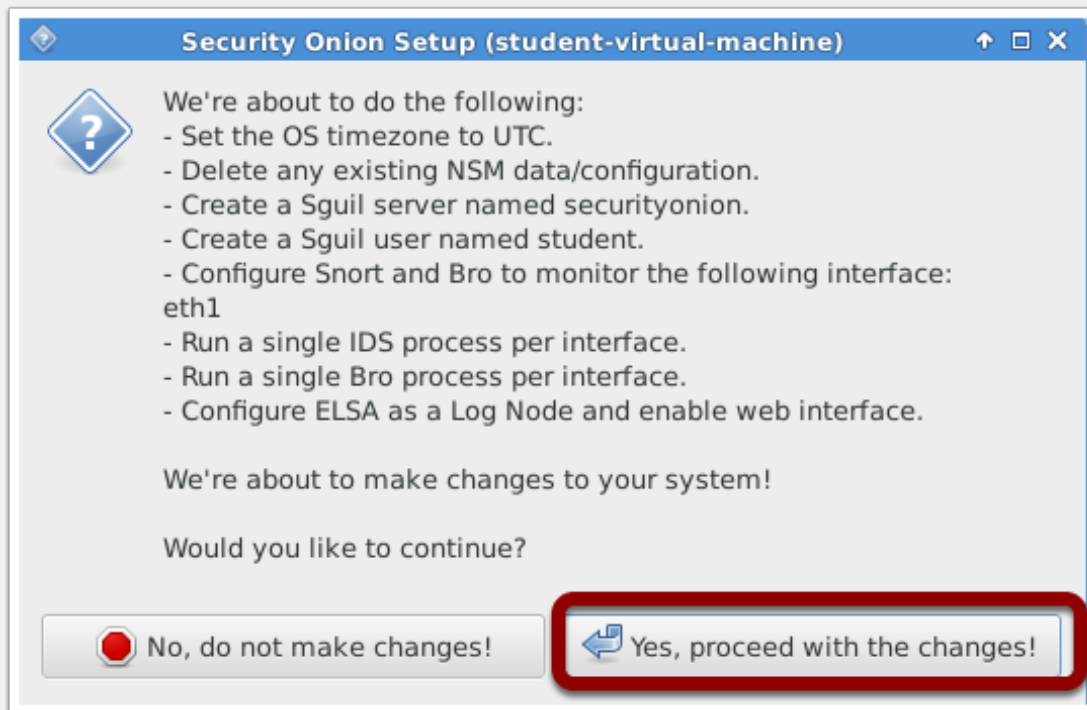 Security Onion Setup (student-virtual-machine)
We're about to do the following:
- Set the OS timezone to UTC.
- Delete any existing NSM data/configuration.
- Create a Sguil server named securityonion.
- Create a Sguil user named student.
- Configure Snort and Bro to monitor the following interface:
eth1
- Run a single IDS process per interface.
- Run a single Bro process per interface.
- Configure ELSA as a Log Node and enable web interface.
We're about to make changes to your system!
Would you like to continue?
No, do not make changes!
Yes, proceed with the changes!